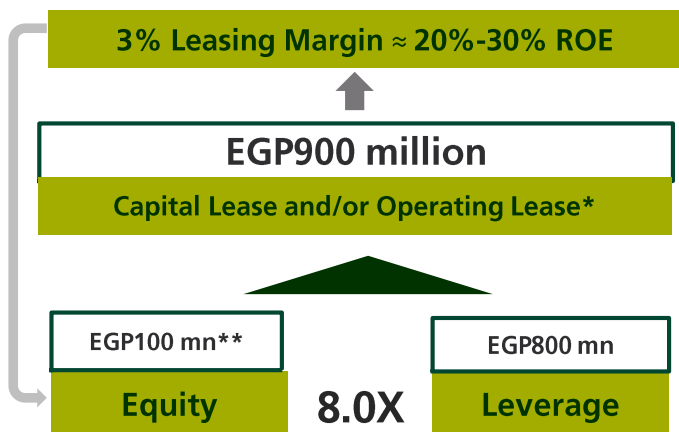 3% Leasing Margin ≈ 20%-30% ROE
EGP900 million
Capital Lease and/or Operating Lease*
EGP100 mn**
EGP800 mn
Equity
8.0X
Leverage